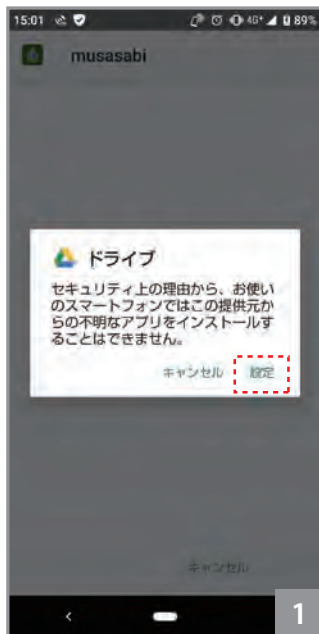 15:01 4G+ 89%
musasabi
ドライブ
セキュリティ上の理由から、お使い
のスマートフォンではこの提供元か
らの不明なアプリをインストールす
ることはできません。
キャンセル 設定
キャンセル
1